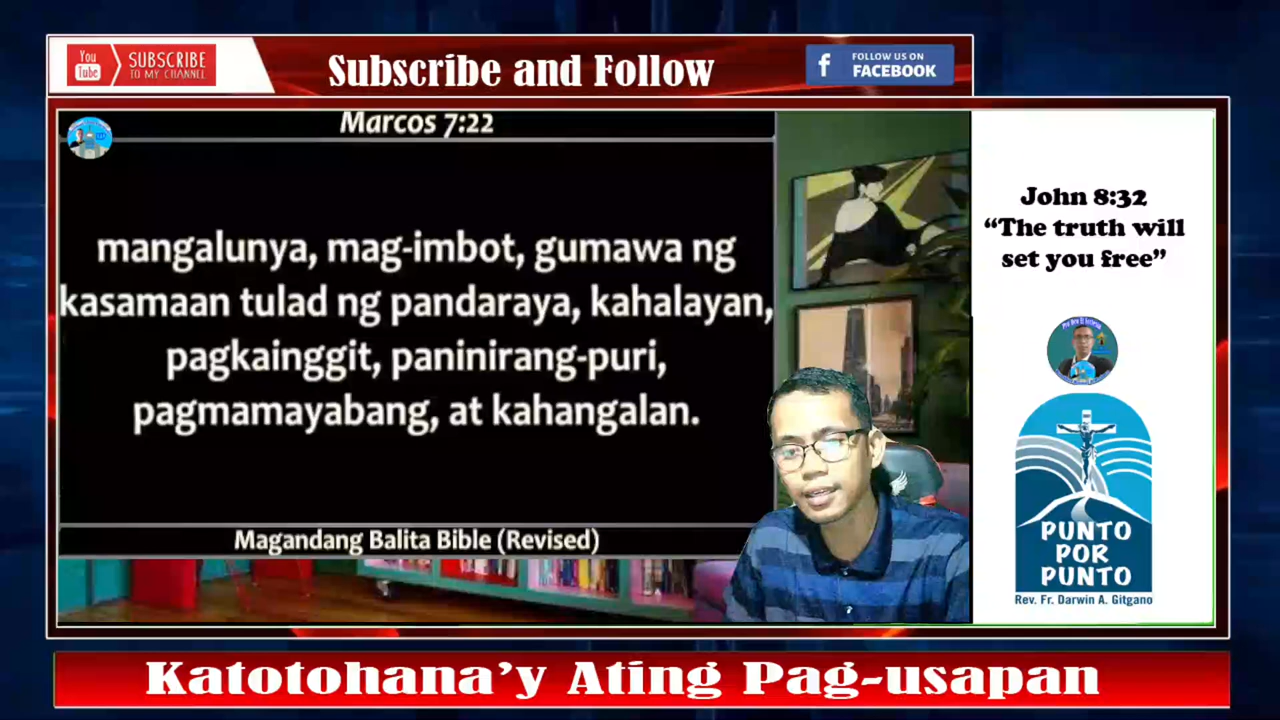 You
Tube
SUBSCRIBE
TO MY CHANNEL
Subscribe and Follow
f
FOLLOW US ON
FACEBOOK
Marcos 7:22
mangalunya, mag-imbot, gumawa ng
kasamaan tulad ng pandaraya, kahalayan,
pagkainggit, paninirang-puri,
pagmamayabang, at kahangalan.
Magandang Balita Bible (Revised)
John 8:32
“The truth will
set you free”
PUNTO
POR
PUNTO
Rev. Fr. Darwin A. Gitgano
Katotohana’y Ating Pag-usapan